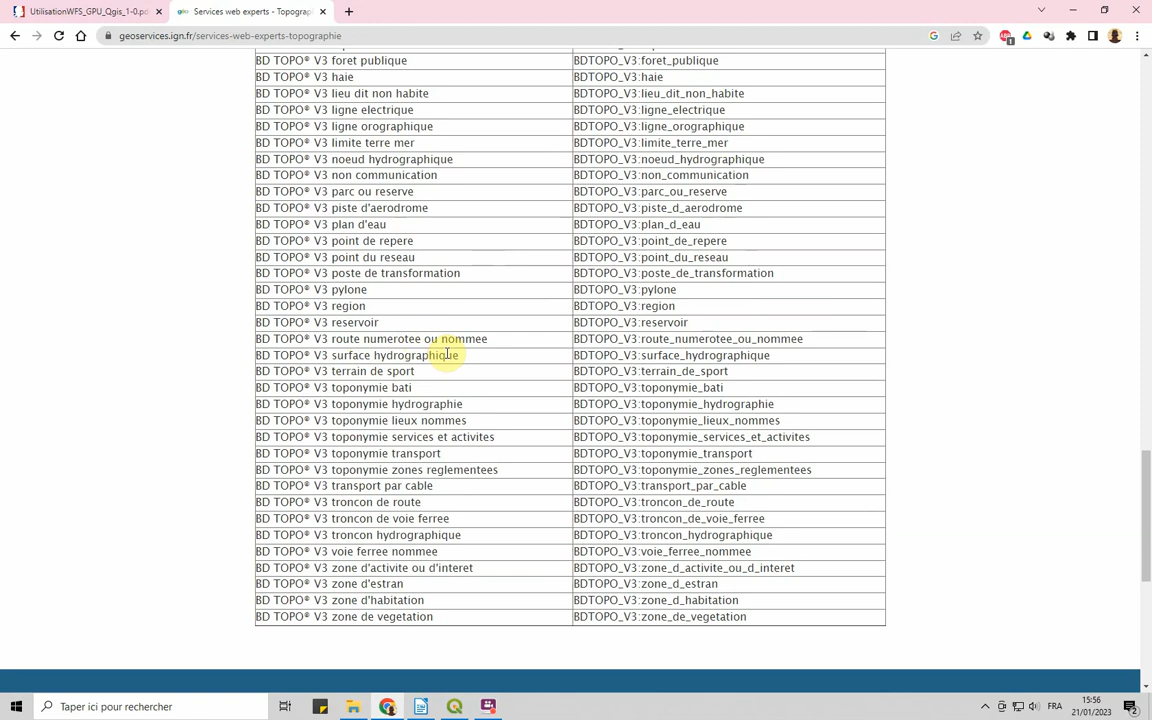 UtilisationWFS_GPU_Qgis_1-0.pd
Services web experts - Topograp
geoservices.ign.fr/services-web-experts-topographie
BD TOPO® V3 foret publique BDTOPO_V3:foret_publique
BD TOPO® V3 haie BDTOPO_V3:haie
BD TOPO® V3 lieu dit non habite BDTOPO_V3:lieu_dit_non_habite
BD TOPO® V3 ligne electrique BDTOPO_V3:ligne_electrique
BD TOPO® V3 ligne orographique BDTOPO_V3:ligne_orographique
BD TOPO® V3 limite terre mer BDTOPO_V3:limite_terre_mer
BD TOPO® V3 noeud hydrographique BDTOPO_V3:noeud_hydrographique
BD TOPO® V3 non communication BDTOPO_V3:non_communication
BD TOPO® V3 parc ou reserve BDTOPO_V3:parc_ou_reserve
BD TOPO® V3 piste d'aerodrome BDTOPO_V3:piste_d_aerodrome
BD TOPO® V3 plan d'eau BDTOPO_V3:plan_d_eau
BD TOPO® V3 point de repere BDTOPO_V3:point_de_repere
BD TOPO® V3 point du reseau BDTOPO_V3:point_du_reseau
BD TOPO® V3 poste de transformation BDTOPO_V3:poste_de_transformation
BD TOPO® V3 pylone BDTOPO_V3:pylone
BD TOPO® V3 region BDTOPO_V3:region
BD TOPO® V3 reservoir BDTOPO_V3:reservoir
BD TOPO® V3 route numerotee ou nommee BDTOPO_V3:route_numerotee_ou_nommee
BD TOPO® V3 surface hydrographique BDTOPO_V3:surface_hydrographique
BD TOPO® V3 terrain de sport BDTOPO_V3:terrain_de_sport
BD TOPO® V3 toponymie bati BDTOPO_V3:toponymie_bati
BD TOPO® V3 toponymie hydrographie BDTOPO_V3:toponymie_hydrographie
BD TOPO® V3 toponymie lieux nommes BDTOPO_V3:toponymie_lieux_nommes
BD TOPO® V3 toponymie services et activites BDTOPO_V3:toponymie_services_et_activites
BD TOPO® V3 toponymie transport BDTOPO_V3:toponymie_transport
BD TOPO® V3 toponymie zones reglementees BDTOPO_V3:toponymie_zones_reglementees
BD TOPO® V3 transport par cable BDTOPO_V3:transport_par_cable
BD TOPO® V3 troncon de route BDTOPO_V3:troncon_de_route
BD TOPO® V3 troncon de voie ferree BDTOPO_V3:troncon_de_voie_ferree
BD TOPO® V3 troncon hydrographique BDTOPO_V3:troncon_hydrographique
BD TOPO® V3 voie ferree nommee BDTOPO_V3:voie_ferree_nommee
BD TOPO® V3 zone d'activite ou d'interet BDTOPO_V3:zone_d_activite_ou_d_interet
BD TOPO® V3 zone d'estran BDTOPO_V3:zone_d_estran
BD TOPO® V3 zone d'habitation BDTOPO_V3:zone_d_habitation
BD TOPO® V3 zone de vegetation BDTOPO_V3:zone_de_vegetation
Taper ici pour rechercher
FRA
15:56
21/01/2023